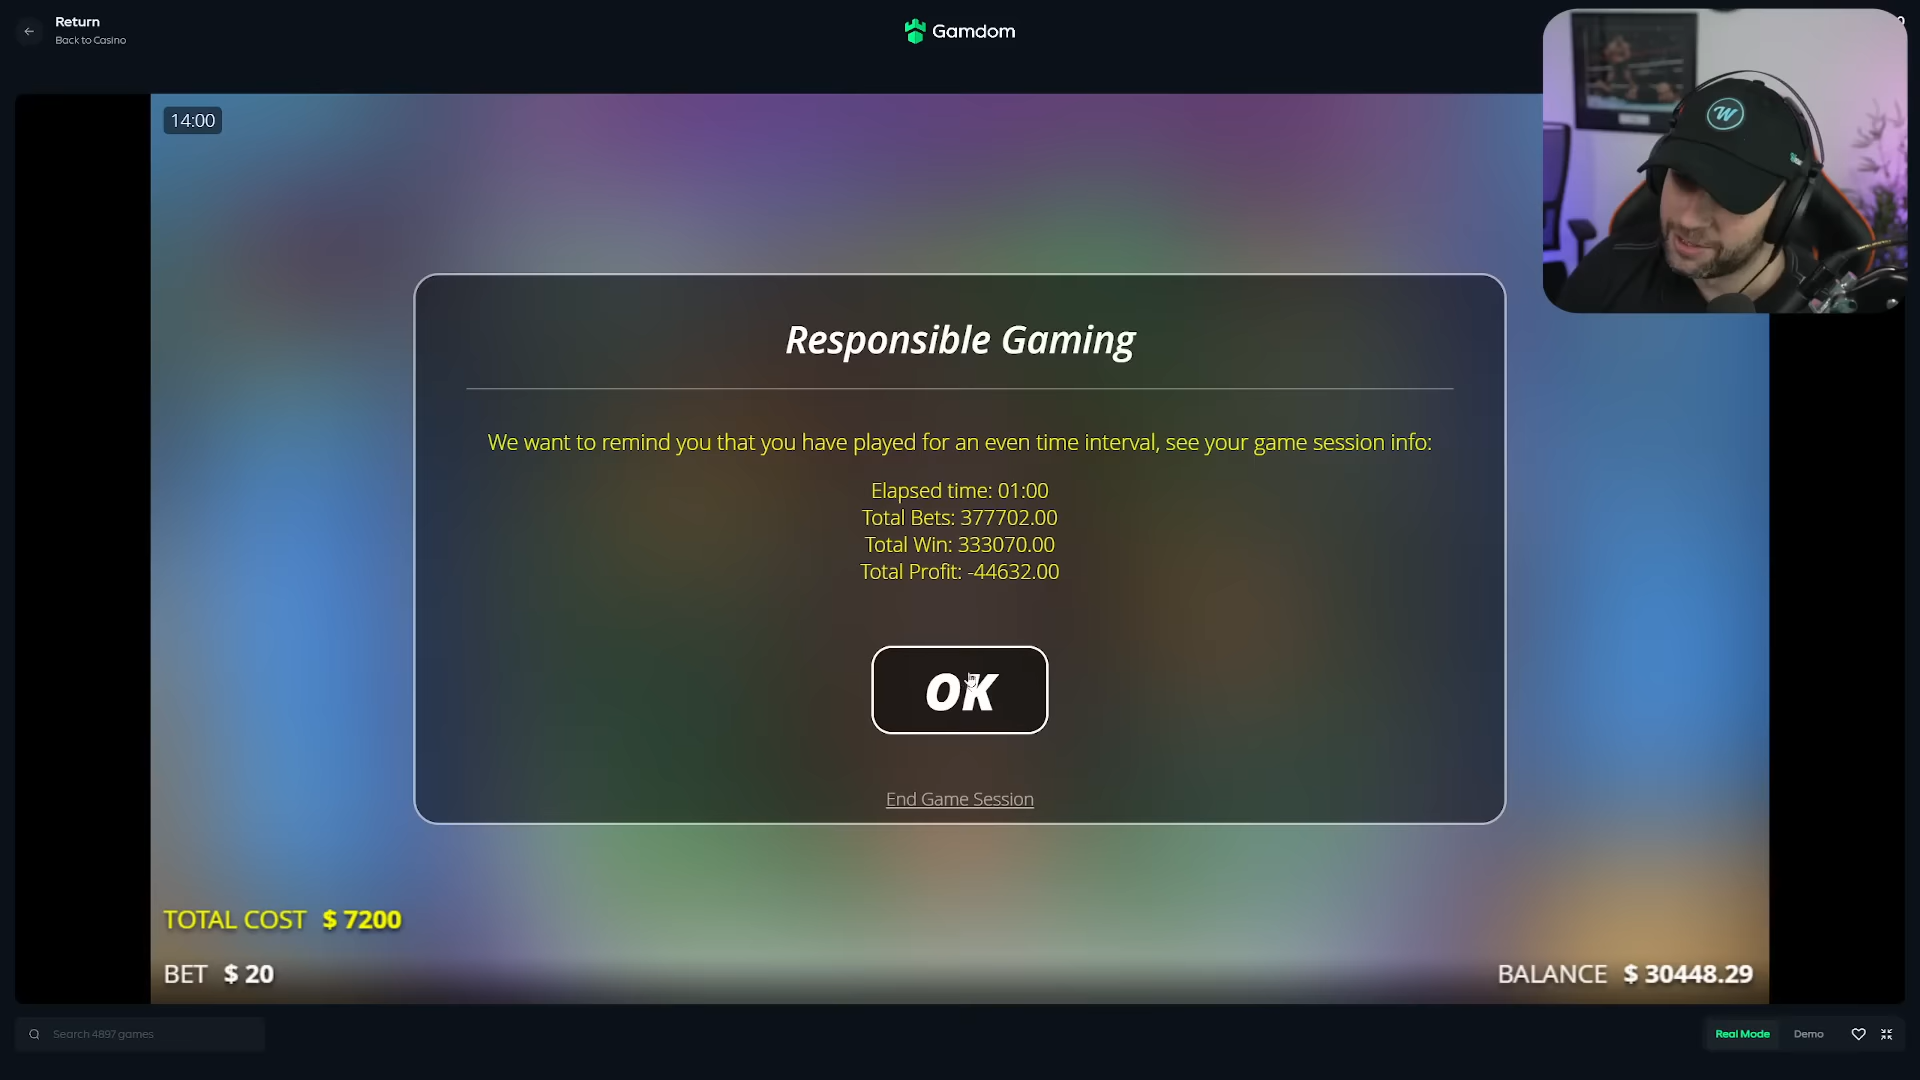 Return
Back to Casino
Gamdom
14:00
W
Responsible Gaming
We want to remind you that you have played for an even time interval, see your game session info:
Elapsed time: 01:00
Total Bets: 377702.00
Total Win: 333070.00
Total Profit: -44632.00
OK
End Game Session
TOTAL COST $ 7200
BET $ 20
BALANCE $ 30448.29
Search 4897 games
Real Mode
Demo